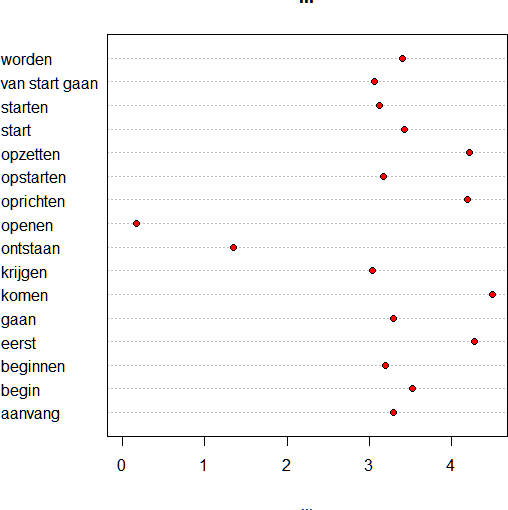 ...
worden
van start gaan
starten
start
opzetten
opstarten
oprichten
openen
ontstaan
krijgen
komen
gaan
eerst
beginnen
begin
aanvang
0 1 2 3 4
...